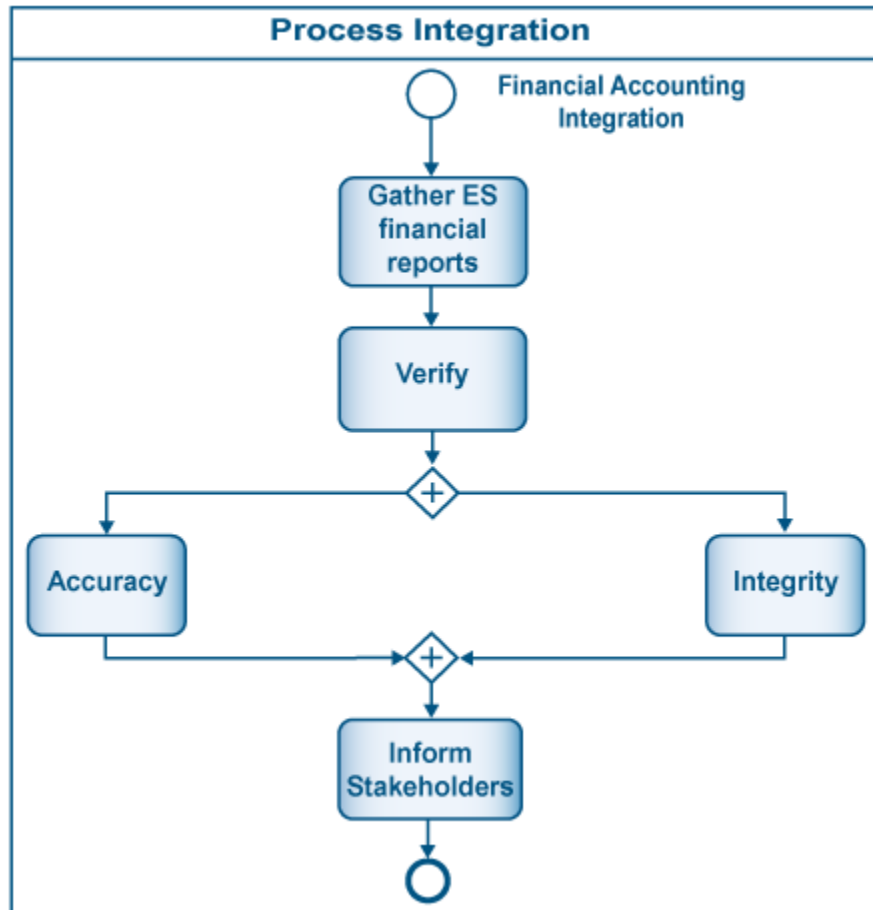 Process Integration
Financial Accounting
Integration
Gather ES
financial
reports
Verify
Accuracy
Integrity
Inform
Stakeholders